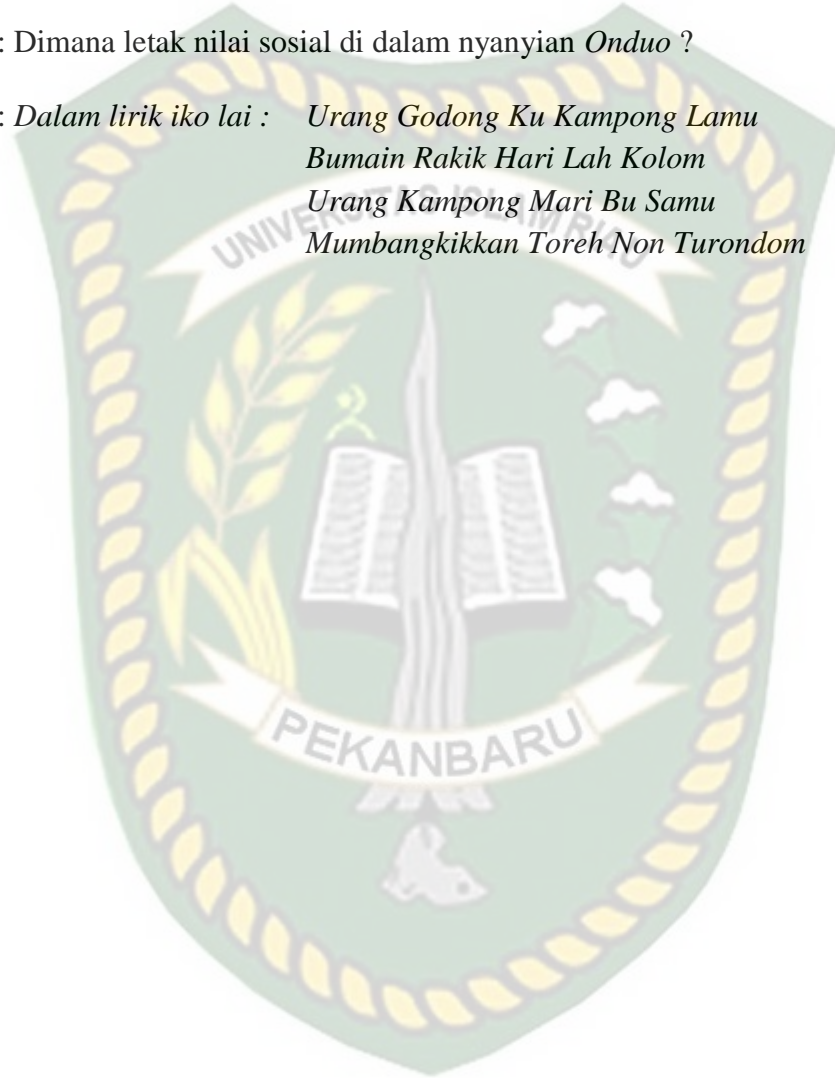 : Dimana letak nilai sosial di dalam nyanyian Onduo ?
: Dalam lirik iko lai : Urang Godong Ku Kampong Lamu
Bumain Rakik Hari Lah Kolom
Urang Kampong Mari Bu Samu
Mumbangkikkan Toreh Non Turondom
UNIVERSITAS ISLAM RIAU
PEKANBARU